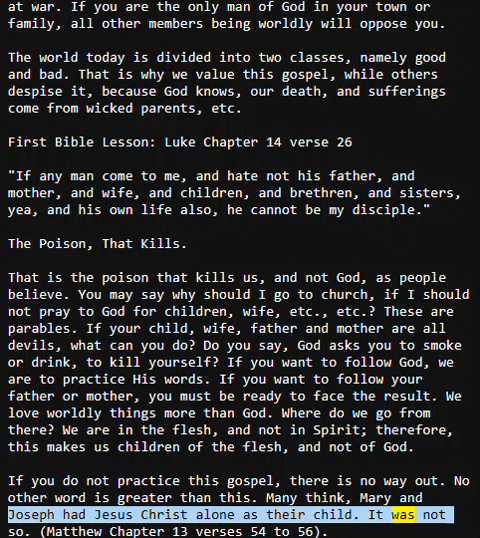 at war. If you are the only man of God in your town or
family, all other members being worldly will oppose you.
The world today is divided into two classes, namely good
and bad. That is why we value this gospel, while others
despise it, because God knows, our death, and sufferings
come from wicked parents, etc.
First Bible Lesson: Luke Chapter 14 verse 26
"If any man come to me, and hate not his father, and
mother, and wife, and children, and brethren, and sisters,
yea, and his own life also, he cannot be my disciple."
The Poison, That Kills.
That is the poison that kills us, and not God, as people
believe. You may say why should I go to church, if I should
not pray to God for children, wife, etc., etc.? These are
parables. If your child, wife, father and mother are all
devils, what can you do? Do you say, God asks you to smoke
or drink, to kill yourself? If you want to follow God, we
are to practice His words. If you want to follow your
father or mother, you must be ready to face the result. We
love worldly things more than God. Where do we go from
there? We are in the flesh, and not in Spirit; therefore,
this makes us children of the flesh, and not of God.
If you do not practice this gospel, there is no way out. No
other word is greater than this. Many think, Mary and
Joseph had Jesus Christ alone as their child. It was not
so. (Matthew Chapter 13 verses 54 to 56).